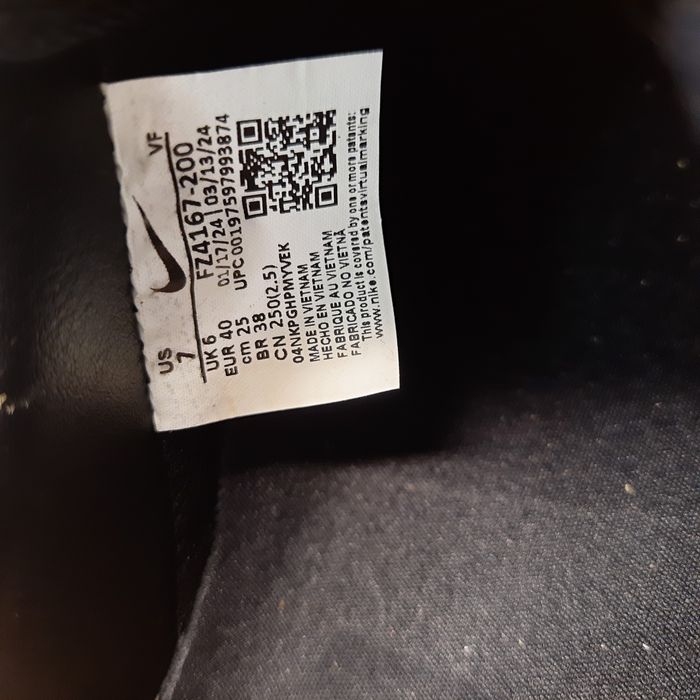 US
7
VF
UK 6
FZ4167-200
EUR 40
01/17/24 | 03/13/24
cm 25
UPC 00197597993874
BR 38
CN 250(2.5)
04NKPGHPMYVEK
MADE IN VIETNAM
HECHO EN VIETNAM
FABRIQUE AU VIETNAM
FABRICADO NO VIETNÃ
This product is covered by one or more patents:
www.nike.com/patentsvirtualmarking